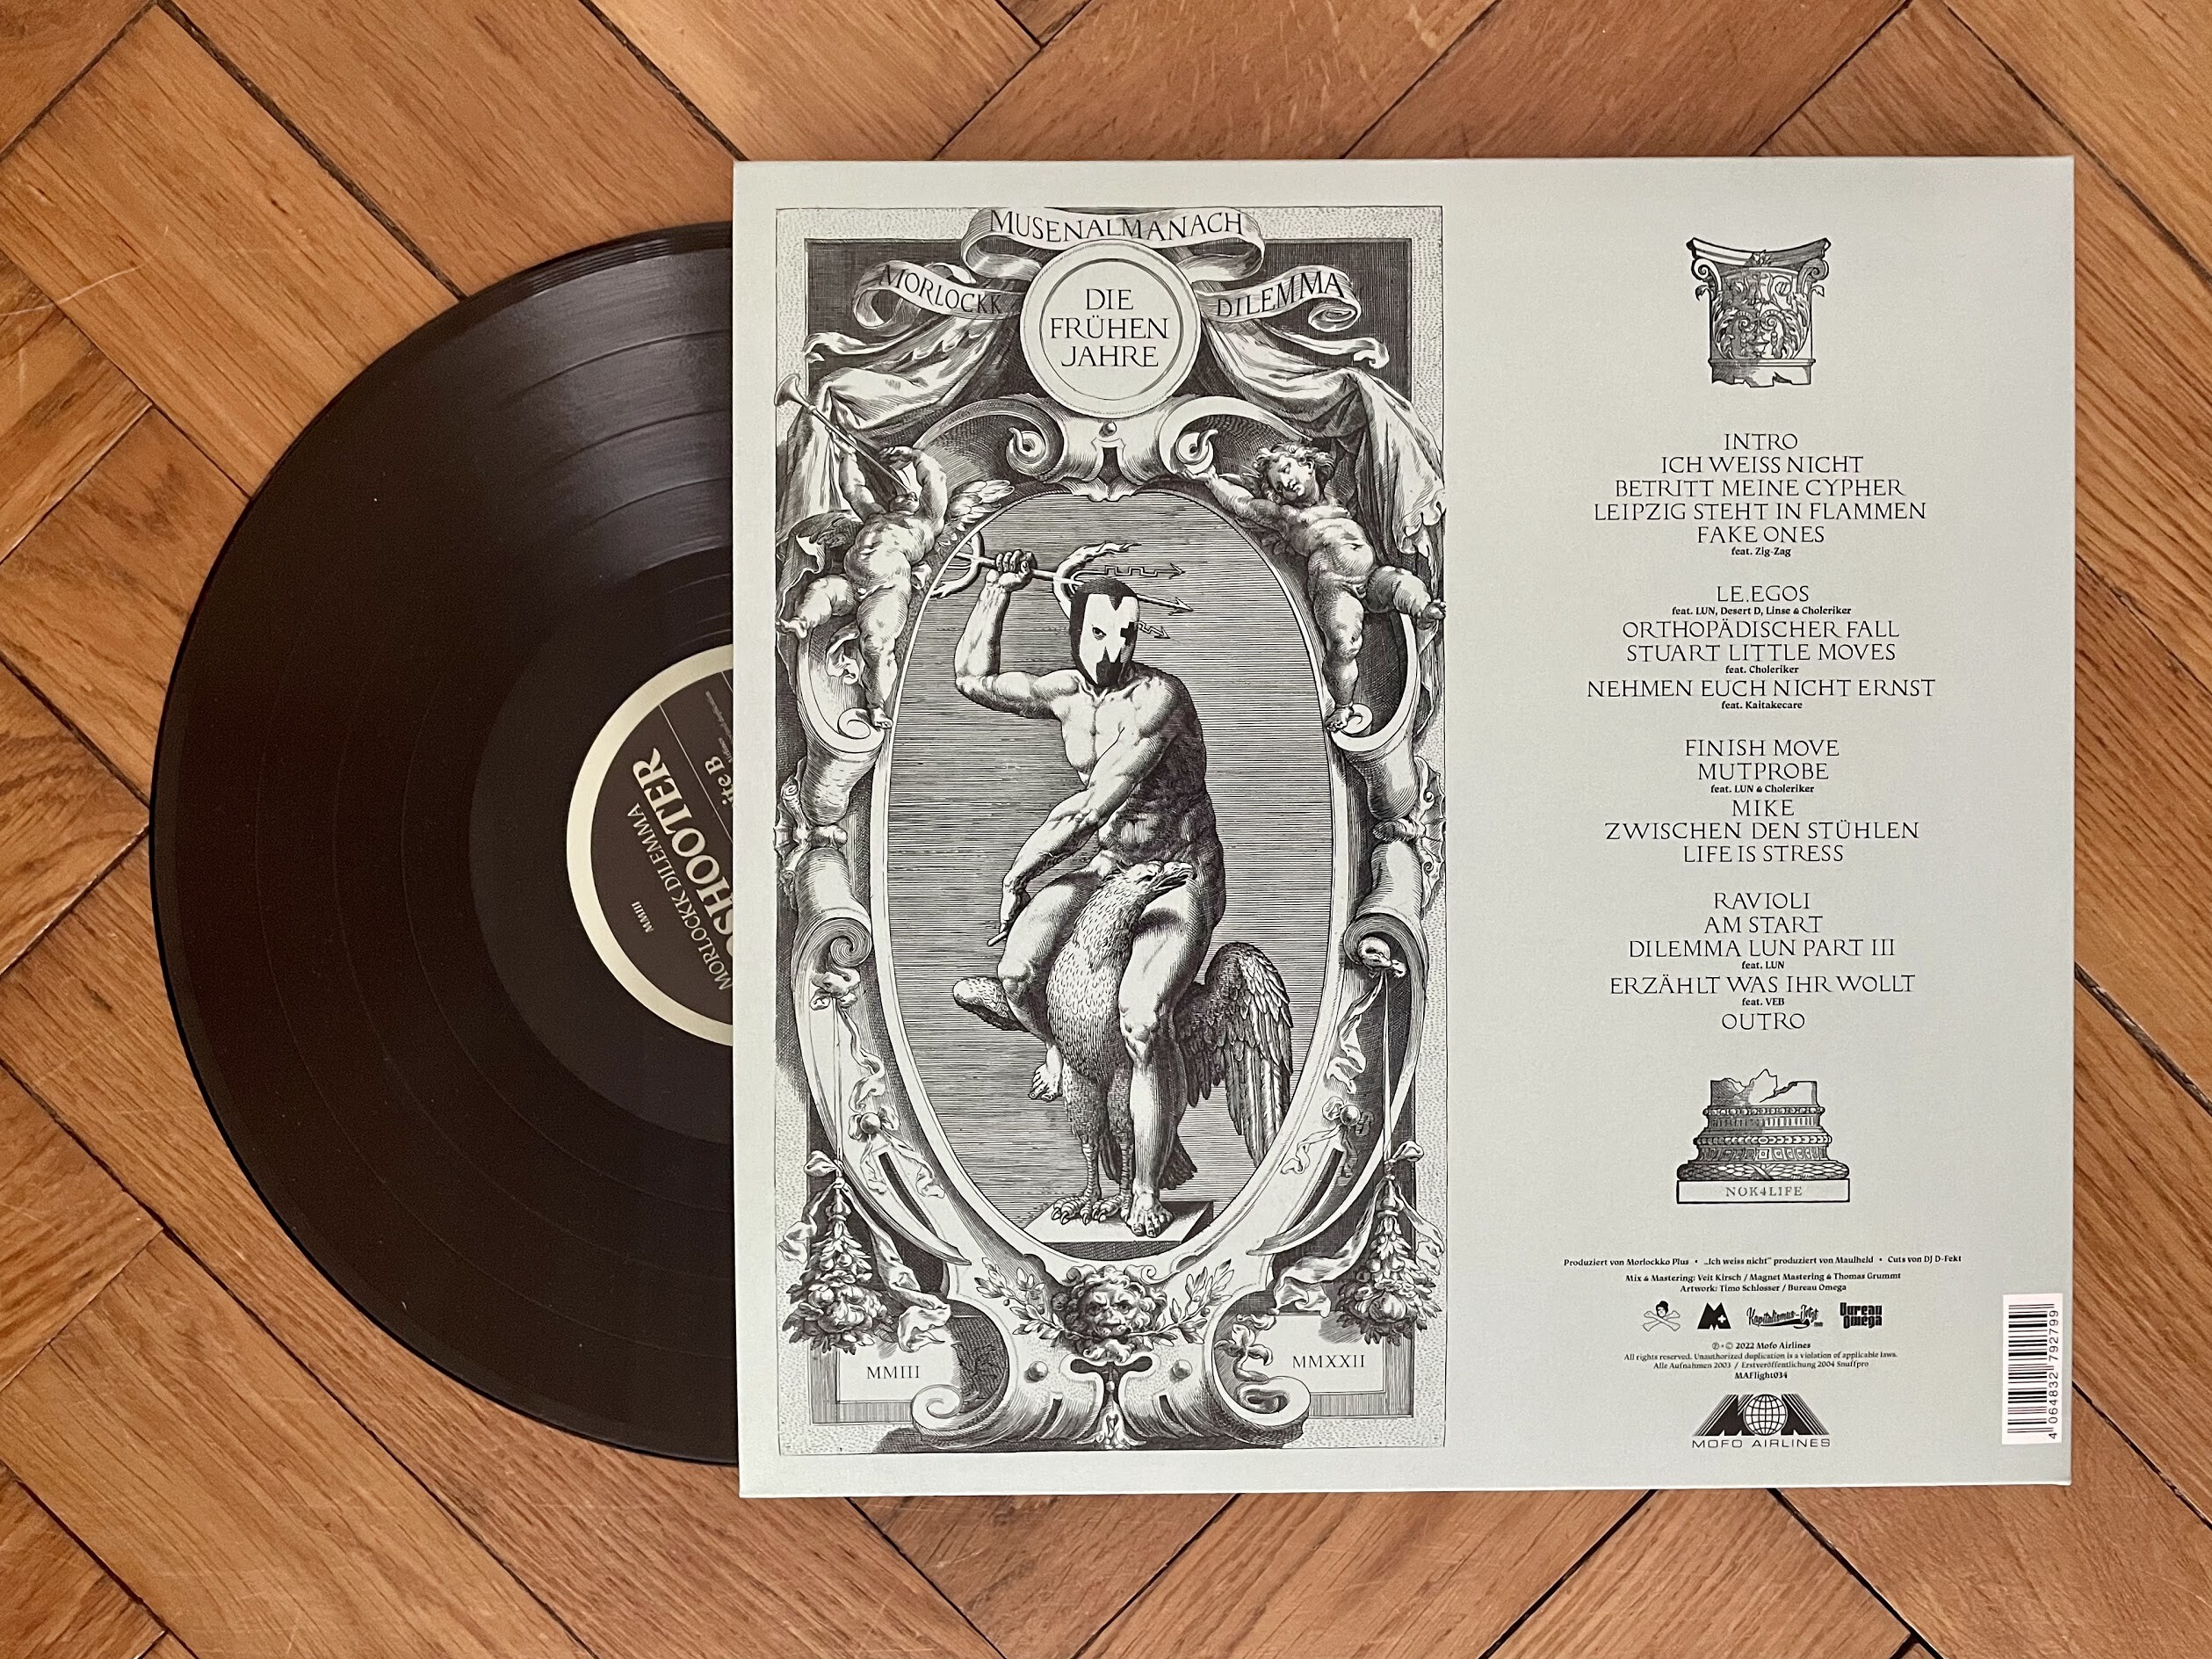 MUSENALMANACH
MORLOCKK
DILEMMA
DIE
FRÜHEN
JAHRE
MMIII
MMXXII
MMIII
MORLOCKK DILEMMA
SHOOTER
ite B
INTRO
ICH WEISS NICHT
BETRITT MEINE CYPHER
LEIPZIG STEHT IN FLAMMEN
FAKE ONES
feat. Zig-Zag
LE.EGOS
feat. LUN, Desert D, Linse & Choleriker
ORTHOPÄDISCHER FALL
STUART LITTLE MOVES
feat. Choleriker
NEHMEN EUCH NICHT ERNST
feat. Kaitakecare
FINISH MOVE
MUTPROBE
feat. LUN & Choleriker
MIKE
ZWISCHEN DEN STÜHLEN
LIFE IS STRESS
RAVIOLI
AM START
DILEMMA LUN PART III
feat. LUN
ERZÄHLT WAS IHR WOLLT
feat. VEB
OUTRO
NOK4LIFE
Produziert von Morlockko Plus • „Ich weiss nicht“ produziert von Maulheld • Cuts von DJ D-Fekt
Mix & Mastering: Veit Kirsch / Magnet Mastering & Thomas Grummt
Artwork: Timo Schlosser / Bureau Omega
Kapitalismus-Jetzt
Bureau
Omega
℗ + © 2022 Mofo Airlines
All rights reserved. Unauthorized duplication is a violation of applicable laws.
Alle Aufnahmen 2003 / Erstveröffentlichung 2004 Snuffpro
MAFlight034
MOFO AIRLINES
4 064832 792799